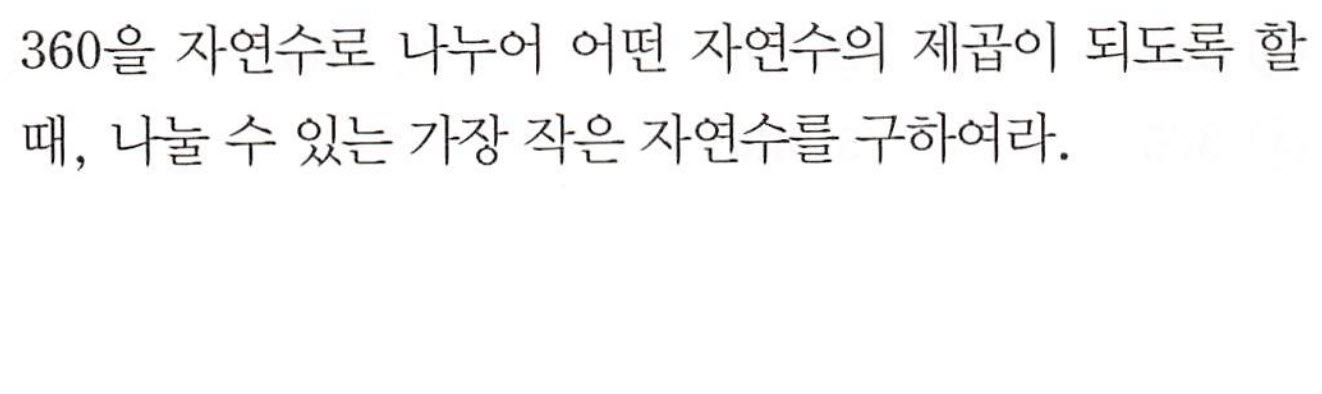 360을 자연수로 나누어 어떤 자연수의 제곱이 되도록 할
때, 나눌 수 있는 가장 작은 자연수를 구하여라.